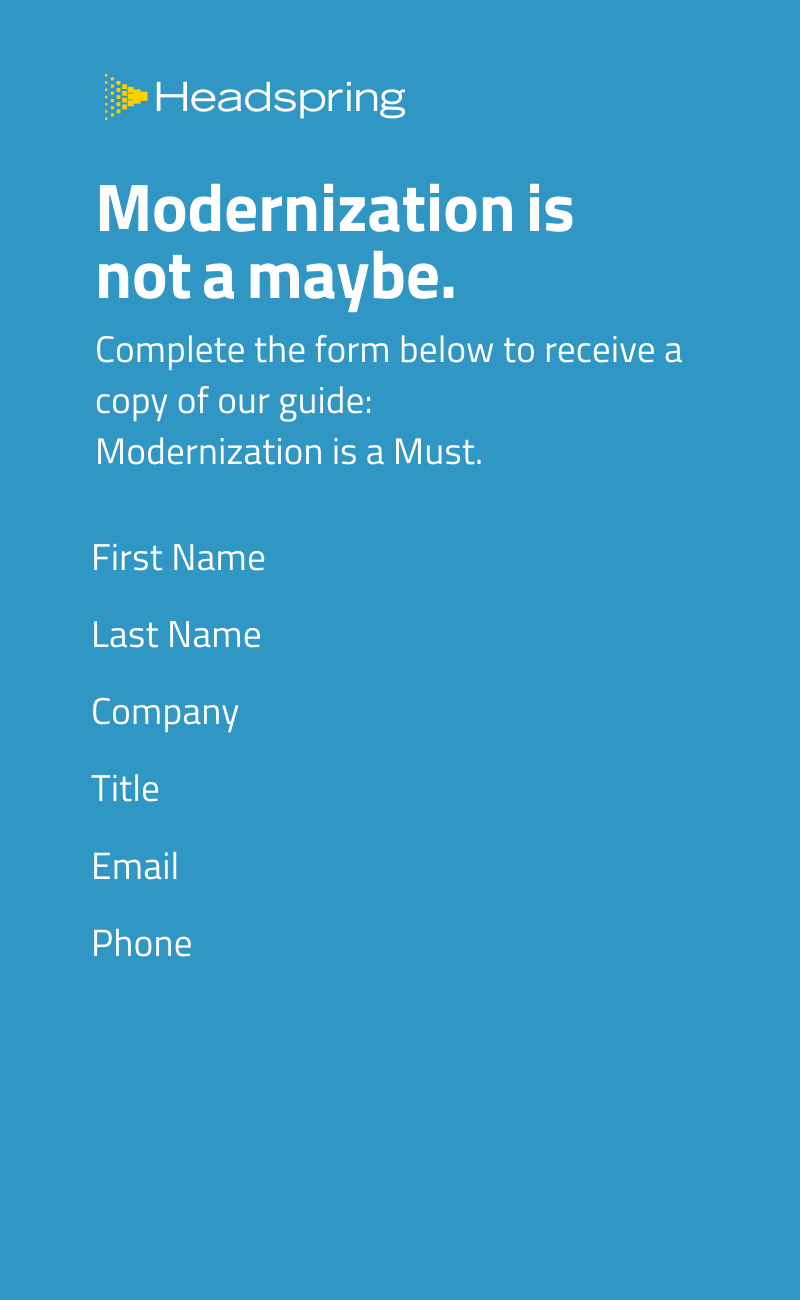 Headspring
Modernization is
not a maybe.
Complete the form below to receive a
copy of our guide:
Modernization is a Must.
First Name
Last Name
Company
Title
Email
Phone